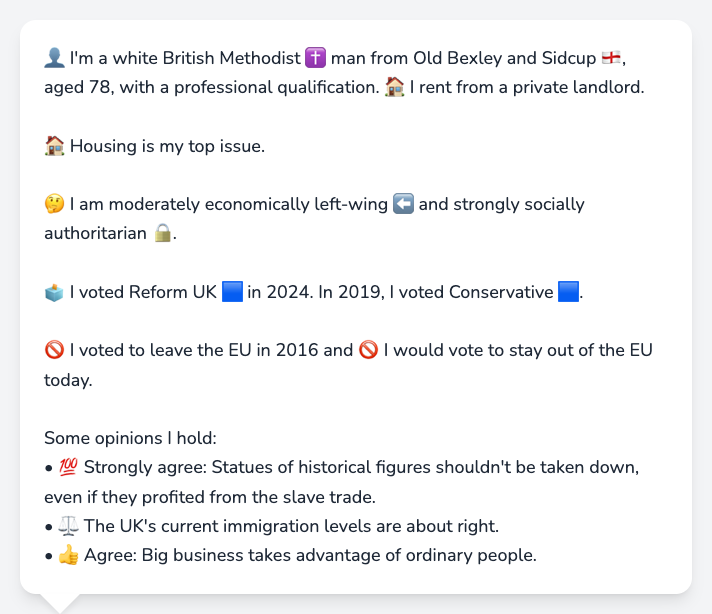 👤 I'm a white British Methodist ✝️ man from Old Bexley and Sidcup 🏴󠁧󠁢󠁥󠁮󠁧󠁿,
aged 78, with a professional qualification. 🏠 I rent from a private landlord.
🏠 Housing is my top issue.
🤔 I am moderately economically left-wing ⬅️ and strongly socially
authoritarian 🔒.
🗳️ I voted Reform UK 🟦 in 2024. In 2019, I voted Conservative 🟦.
🚫 I voted to leave the EU in 2016 and 🚫 I would vote to stay out of the EU
today.
Some opinions I hold:
• 💯 Strongly agree: Statues of historical figures shouldn't be taken down,
even if they profited from the slave trade.
• ⚖️ The UK's current immigration levels are about right.
• 👍 Agree: Big business takes advantage of ordinary people.